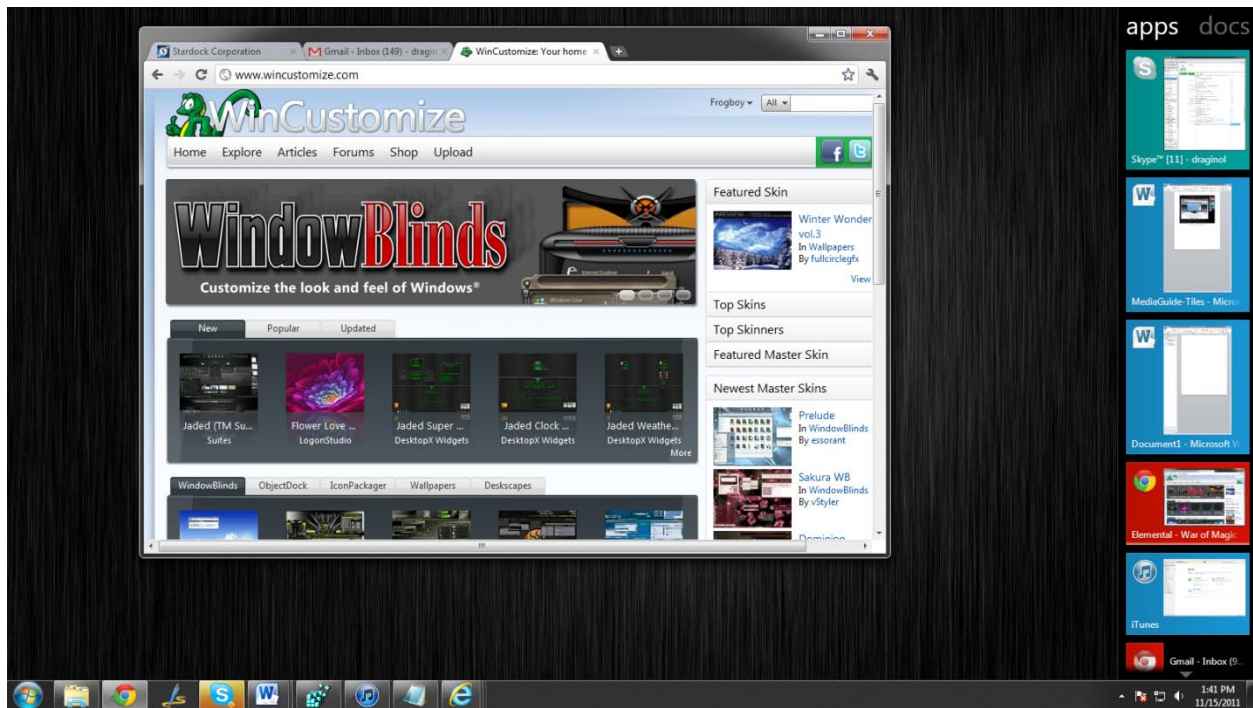 apps docs
Stardock Corporation
Gmail - Inbox (149) - dragin
WinCustomize: Your home
www.wincustomize.com
WinCustomize
Frogboy
All
Home Explore Articles Forums Shop Upload
WindowBlinds
Customize the look and feel of Windows®
Internet Explorer
Windows Live
Featured Skin
Winter Wonder
vol.3
In Wallpapers
By fullcirclegfx
View
Top Skins
Top Skinners
Featured Master Skin
New Popular Updated
Jaded (TM Su...
Suites
Flower Love ...
LogonStudio
Jaded Super ...
DesktopX Widgets
Jaded Clock ...
DesktopX Widgets
Jaded Weathe...
DesktopX Widgets
More
Newest Master Skins
Prelude
In WindowBlinds
By essorant
Sakura WB
In WindowBlinds
By vStyler
Dominion
WindowBlinds ObjectDock IconPackager Wallpapers Deskscapes
Skype™ [11] - draginol
MediaGuide-Tiles - Micro
Document1 - Microsoft W
Elemental - War of Magic
iTunes
Gmail - Inbox (9...
1:41 PM
11/15/2011